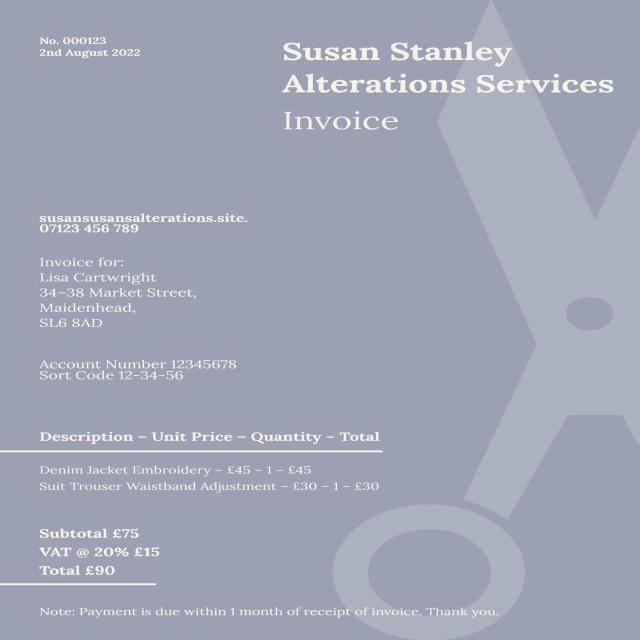 No. 000123
2nd August 2022
Susan Stanley
Alterations Services
Invoice
susansusansalterations.site.
07123 456 789
Invoice for:
Lisa Cartwright
34–38 Market Street,
Maidenhead,
SL6 8AD
Account Number 12345678
Sort Code 12-34-56
Description – Unit Price – Quantity – Total
Denim Jacket Embroidery – £45 – 1 – £45
Suit Trouser Waistband Adjustment – £30 – 1 – £30
Subtotal £75
VAT @ 20% £15
Total £90
Note: Payment is due within 1 month of receipt of invoice. Thank you.